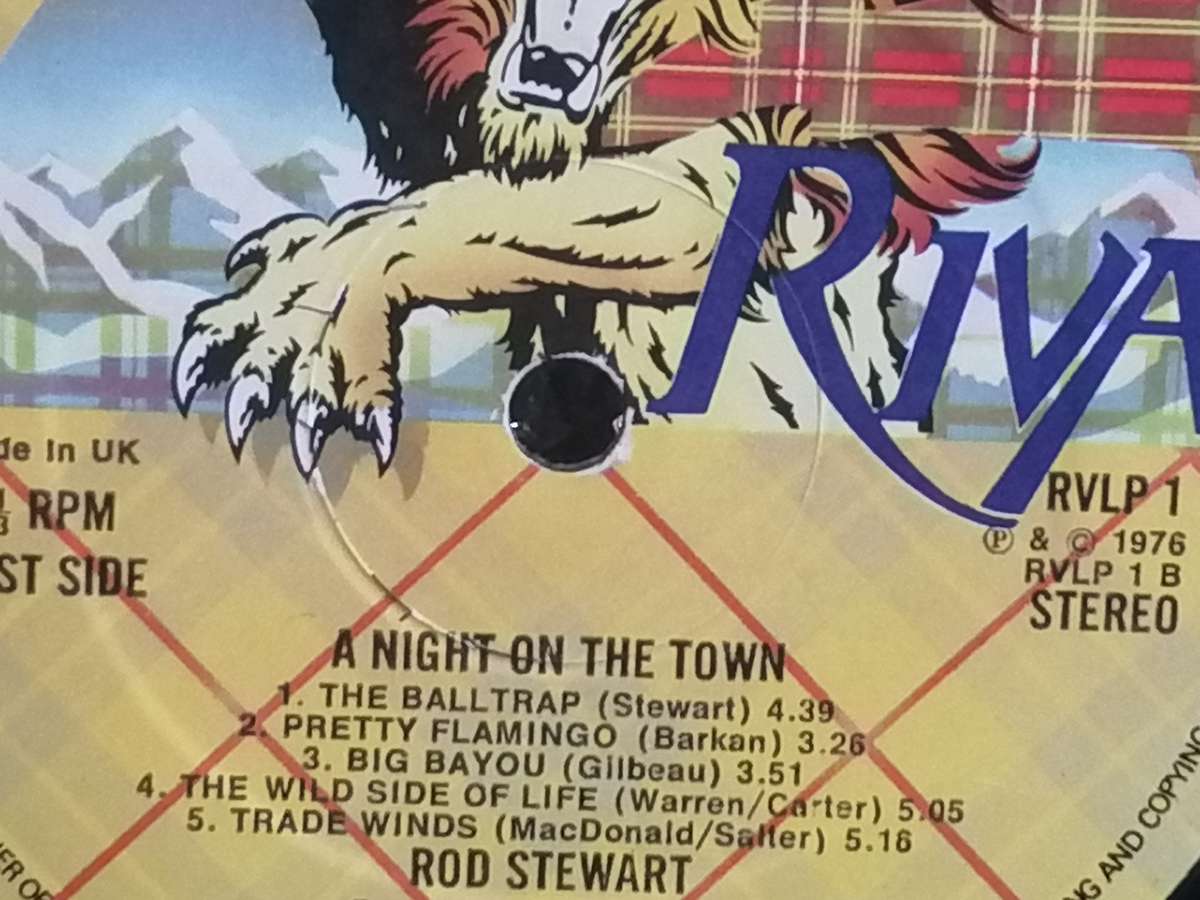 RIVA
de In UK
RPM
ST SIDE
RVLP 1
Ⓟ & © 1976
RVLP 1 B
STEREO
A NIGHT ON THE TOWN
1. THE BALLTRAP (Stewart) 4.39
2. PRETTY FLAMINGO (Barkan) 3.26
3. BIG BAYOU (Gilbeau) 3.51
4. THE WILD SIDE OF LIFE (Warren/Carter) 5.05
5. TRADE WINDS (MacDonald/Salter) 5.16
ROD STEWART
ER OF
NG AND COPYING